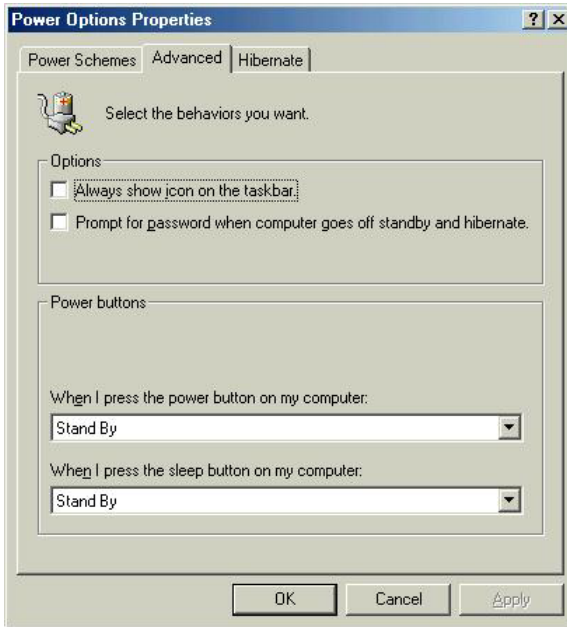 Power Options Properties
Power Schemes Advanced Hibernate
Select the behaviors you want.
Options
Always show icon on the taskbar.
Prompt for password when computer goes off standby and hibernate.
Power buttons
When I press the power button on my computer:
Stand By
When I press the sleep button on my computer:
Stand By
OK Cancel Apply